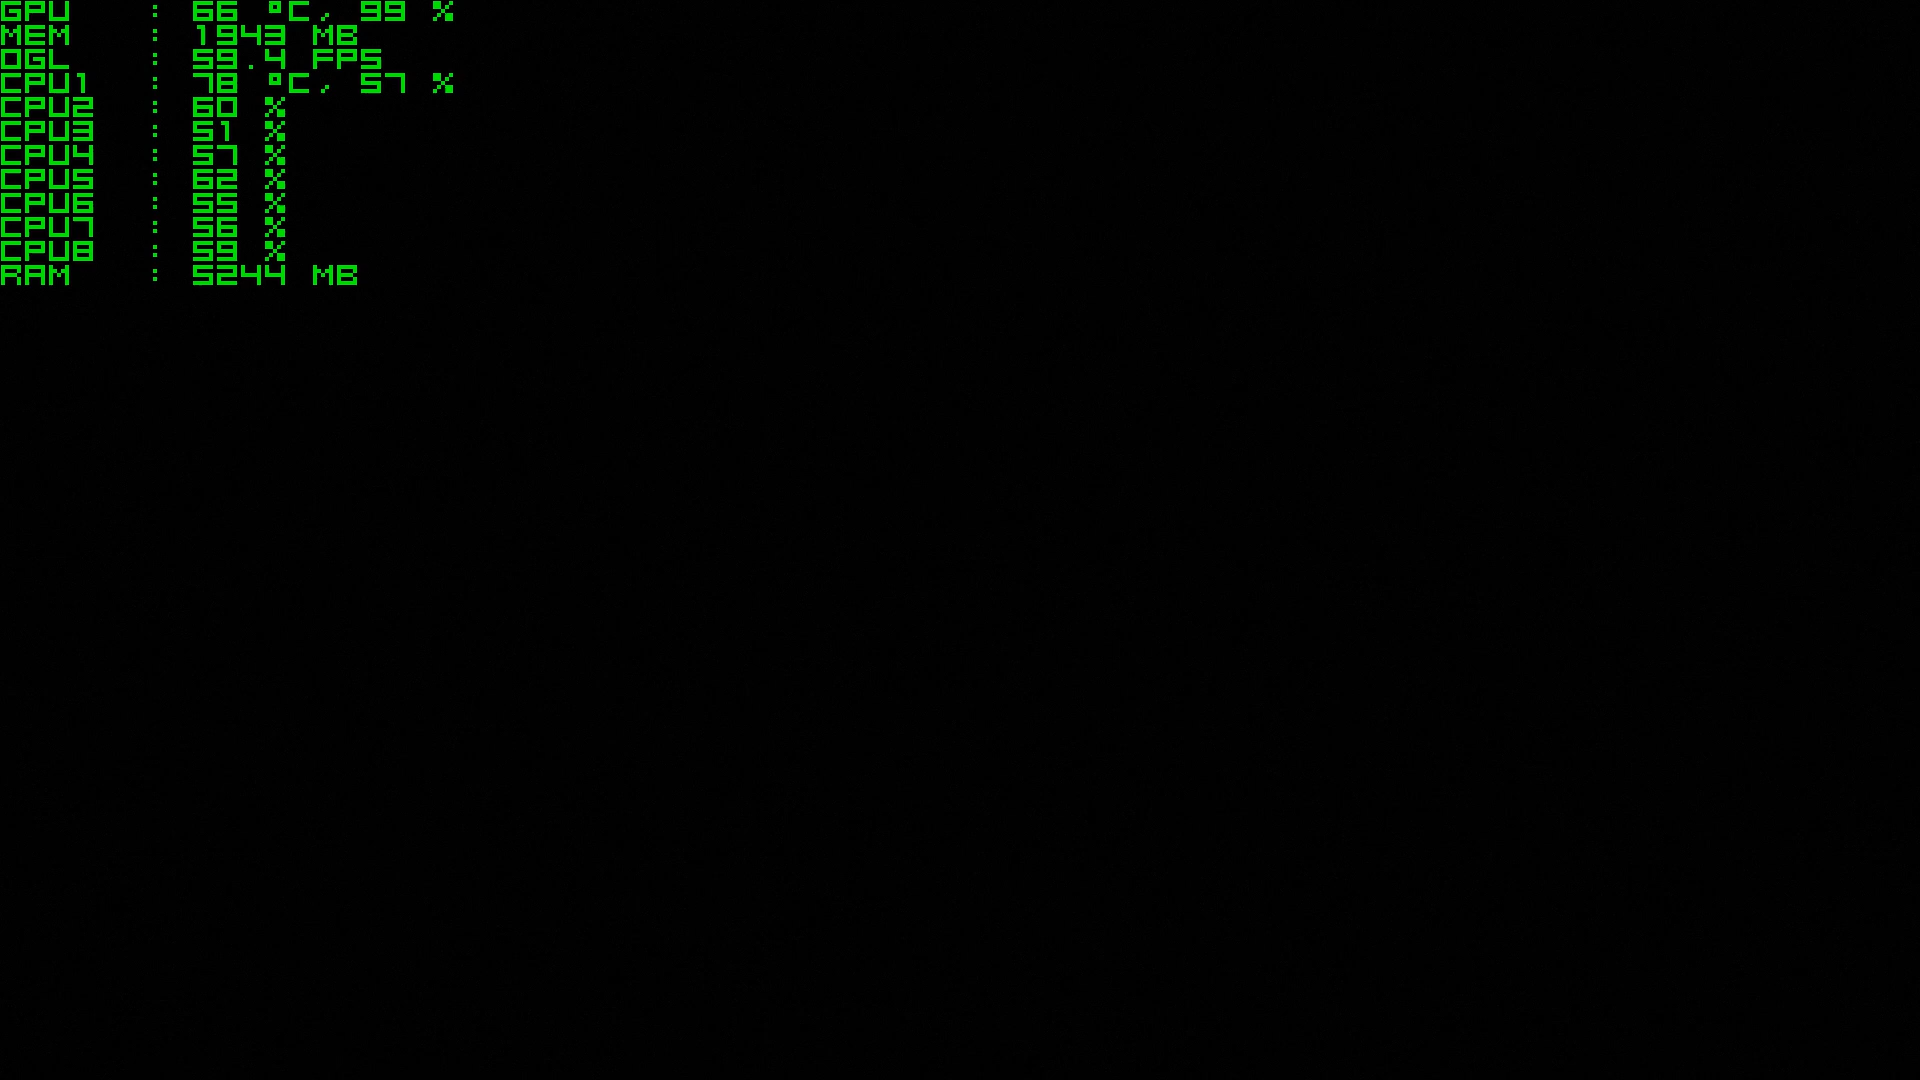 GPU : 66 °C, 99 %
MEM : 1943 MB
OGL : 59.4 FPS
CPU1 : 78 °C, 57 %
CPU2 : 60 %
CPU3 : 51 %
CPU4 : 57 %
CPU5 : 62 %
CPU6 : 55 %
CPU7 : 56 %
CPU8 : 59 %
RAM : 5244 MB